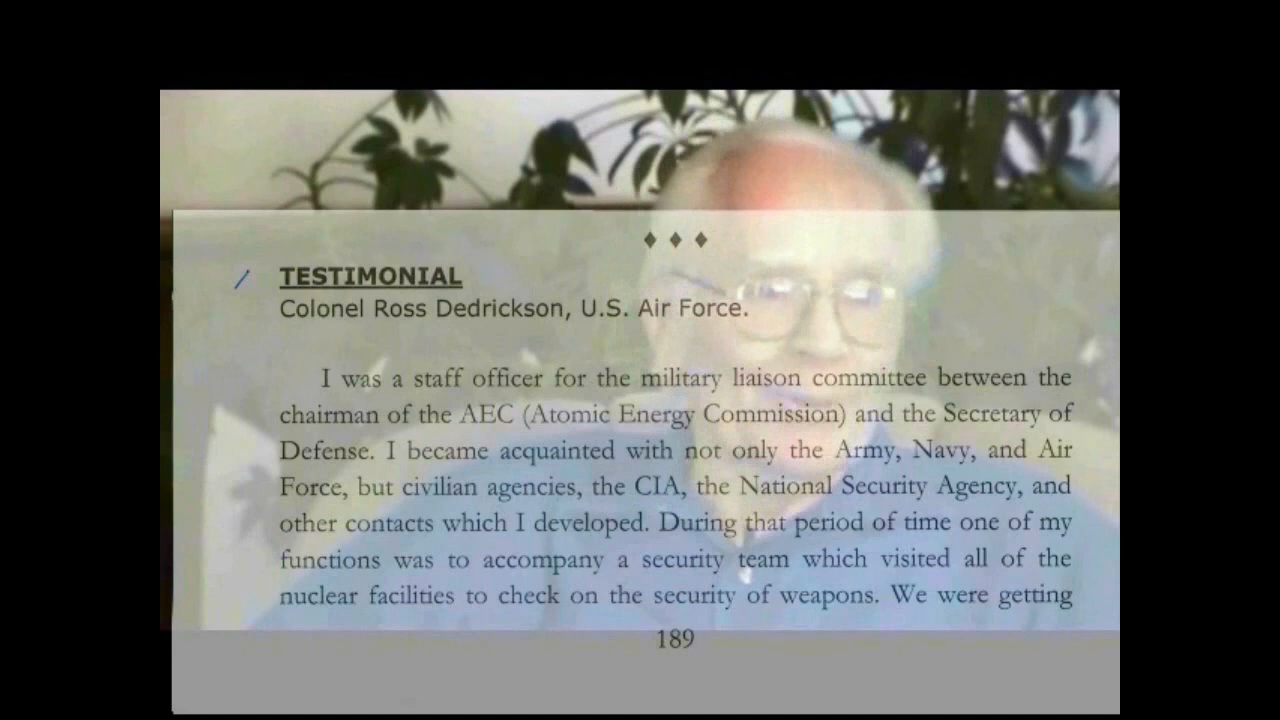 ♦ ♦ ♦
TESTIMONIAL
Colonel Ross Dedrickson, U.S. Air Force.
I was a staff officer for the military liaison committee between the
chairman of the AEC (Atomic Energy Commission) and the Secretary of
Defense. I became acquainted with not only the Army, Navy, and Air
Force, but civilian agencies, the CIA, the National Security Agency, and
other contacts which I developed. During that period of time one of my
functions was to accompany a security team which visited all of the
nuclear facilities to check on the security of weapons. We were getting
189